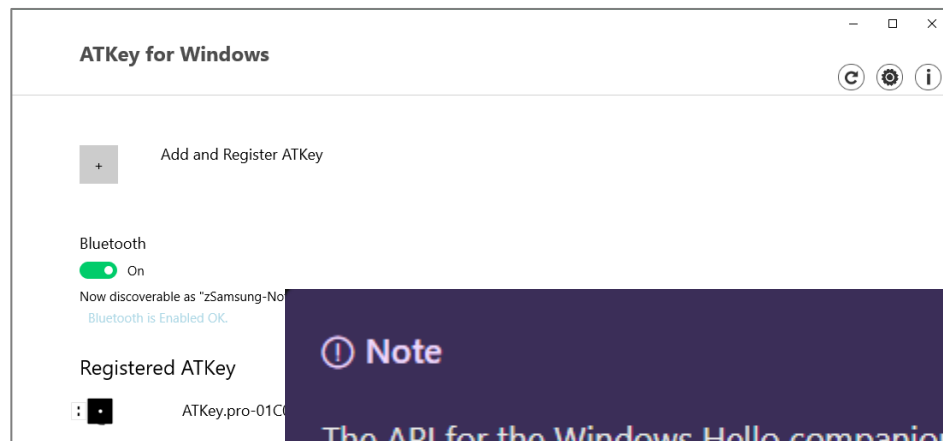 ATKey for Windows
+
Add and Register ATKey
Bluetooth
On
Now discoverable as "zSamsung-No
Bluetooth is Enabled OK.
Note
Registered ATKey
ATKey.pro-01C
The API for the Windows Hello companion